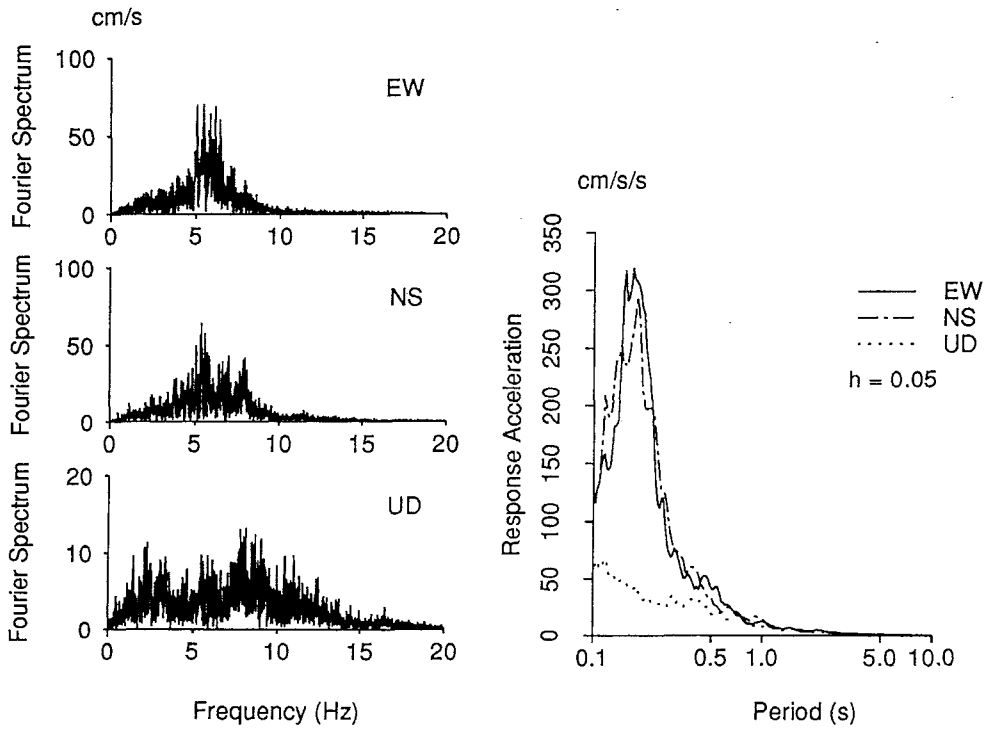 cm/s
Fourier Spectrum
100
50
0
EW
0 5 10 15 20
Fourier Spectrum
100
50
0
NS
0 5 10 15 20
Fourier Spectrum
20
10
0
UD
0 5 10 15 20
Frequency (Hz)
cm/s/s
Response Acceleration
350
300
250
200
150
100
50
0
EW
NS
UD
h = 0.05
0.1 0.5 1.0 5.0 10.0
Period (s)